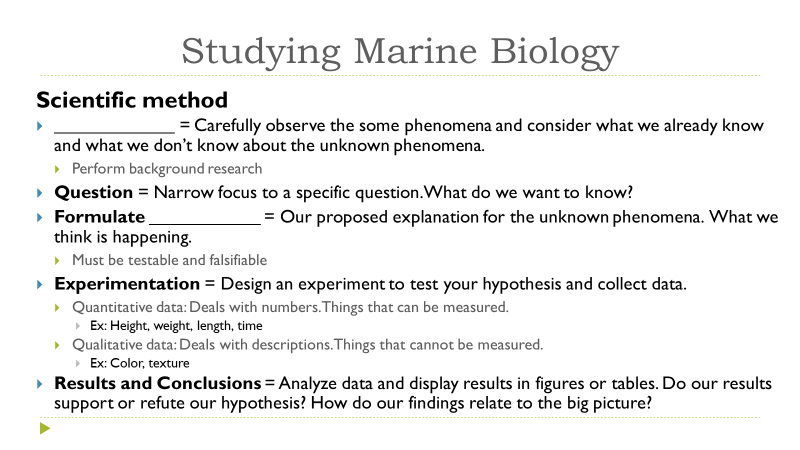 Studying Marine Biology
Scientific method
____________ = Carefully observe the some phenomena and consider what we already know
and what we don't know about the unknown phenomena.
Perform background research
Question = Narrow focus to a specific question. What do we want to know?
Formulate ___________ = Our proposed explanation for the unknown phenomena. What we
think is happening.
Must be testable and falsifiable
Experimentation = Design an experiment to test your hypothesis and collect data.
Quantitative data: Deals with numbers. Things that can be measured.
Ex: Height, weight, length, time
Qualitative data: Deals with descriptions. Things that cannot be measured.
Ex: Color, texture
Results and Conclusions = Analyze data and display results in figures or tables. Do our results
support or refute our hypothesis? How do our findings relate to the big picture?